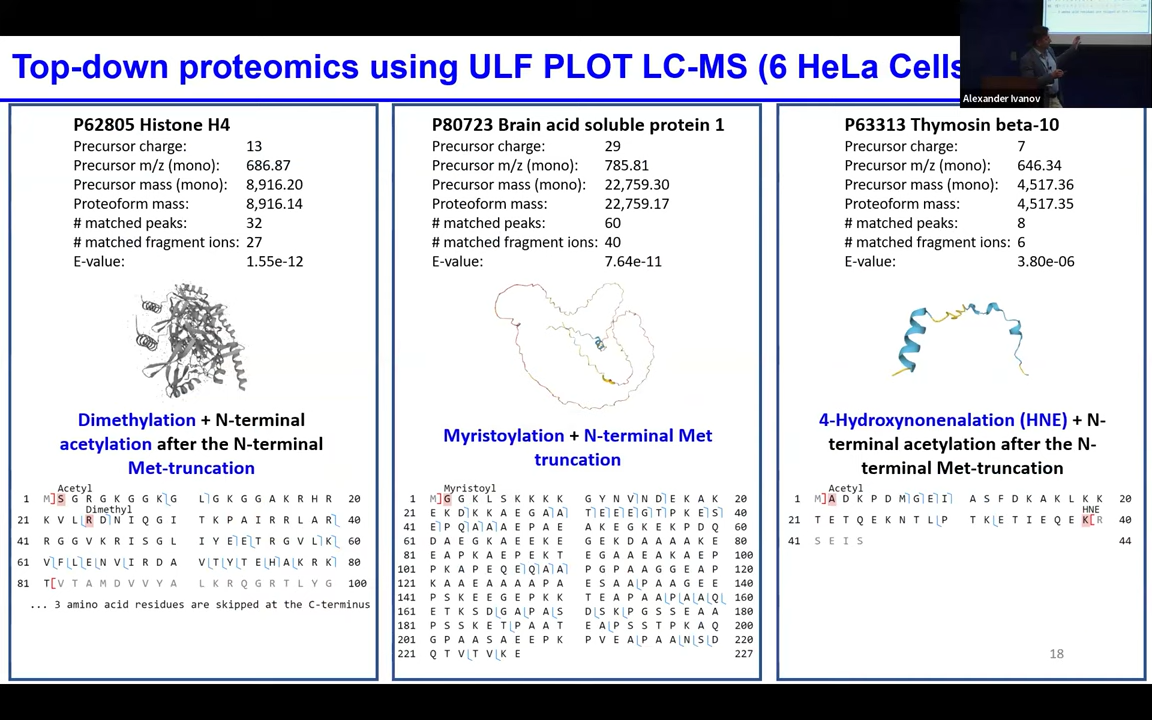 Top-down proteomics using ULF PLOT LC-MS (6 HeLa Cells
Alexander Ivanov
P62805 Histone H4
Precursor charge: 13
Precursor m/z (mono): 686.87
Precursor mass (mono): 8,916.20
Proteoform mass: 8,916.14
# matched peaks: 32
# matched fragment ions: 27
E-value: 1.55e-12
Dimethylation + N-terminal
acetylation after the N-terminal
Met-truncation
Acetyl
1 M]S G R G K G G K G L G K G G A K R H R 20
Dimethyl
21 K V L R D N I Q G I T K P A I R R L A R 40
41 R G G V K R I S G L I Y E E T R G V L K 60
61 V F L E N V I R D A V T Y T E H A K R K 80
81 T[V T A M D V V Y A L K R Q G R T L Y G 100
... 3 amino acid residues are skipped at the C-terminus
P80723 Brain acid soluble protein 1
Precursor charge: 29
Precursor m/z (mono): 785.81
Precursor mass (mono): 22,759.30
Proteoform mass: 22,759.17
# matched peaks: 60
# matched fragment ions: 40
E-value: 7.64e-11
Myristoylation + N-terminal Met
truncation
Myristoyl
1 M]G G K L S K K K K G Y N V N D E K A K 20
21 E K D K K A E G A A T E E E G T P K E S 40
41 E P Q A A A E P A E A K E G K E K P D Q 60
61 D A E G K A E E K E G E K D A A A A K E 80
81 E A P K A E P E K T E G A A E A K A E P 100
101 K A P E Q E Q A A P G P A A G G E A P 120
121 K A A E A A A A P A E S A A P A A G E E 140
141 P S K E E G E P K K T E A P A A P A A Q 160
161 E T K S D G A P A S D S K P G S S E A A 180
181 P S S K E T P A A T E A P S S T P K A Q 200
201 G P A A S A E E P K P V E A P A A N S D 220
221 Q T V T V K E 227
P63313 Thymosin beta-10
Precursor charge: 7
Precursor m/z (mono): 646.34
Precursor mass (mono): 4,517.36
Proteoform mass: 4,517.35
# matched peaks: 8
# matched fragment ions: 6
E-value: 3.80e-06
4-Hydroxynonenalation (HNE) + N-
terminal acetylation after the N-
terminal Met-truncation
Acetyl
1 M]A D K P D M G E I A S F D K A K L K K 20
HNE
21 T E T Q E K N T L P T K E T I E Q E K[R 40
41 S E I S 44
18